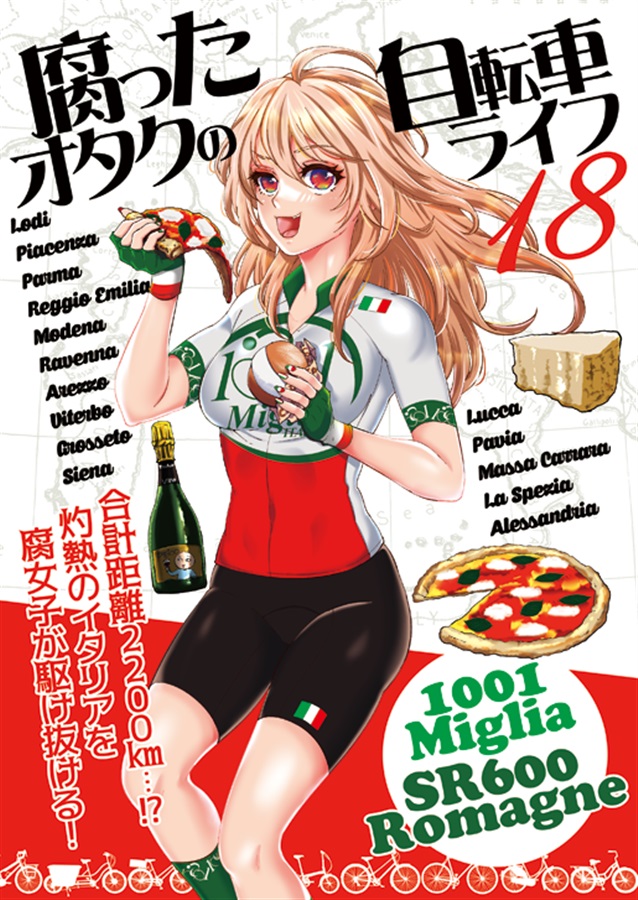 腐った
オタクの
自転車
ライフ
18
Lodi
Piacenza
Parma
Reggio Emilia
Modena
Ravenna
Arezzo
Viterbo
Grosseto
Siena
Lucca
Pavia
Massa Carrara
La Spezia
Alessandria
合計距離2200㎞…!?
灼熱のイタリアを
腐女子が駆け抜ける!
1001
Miglia
SR600
Romagne